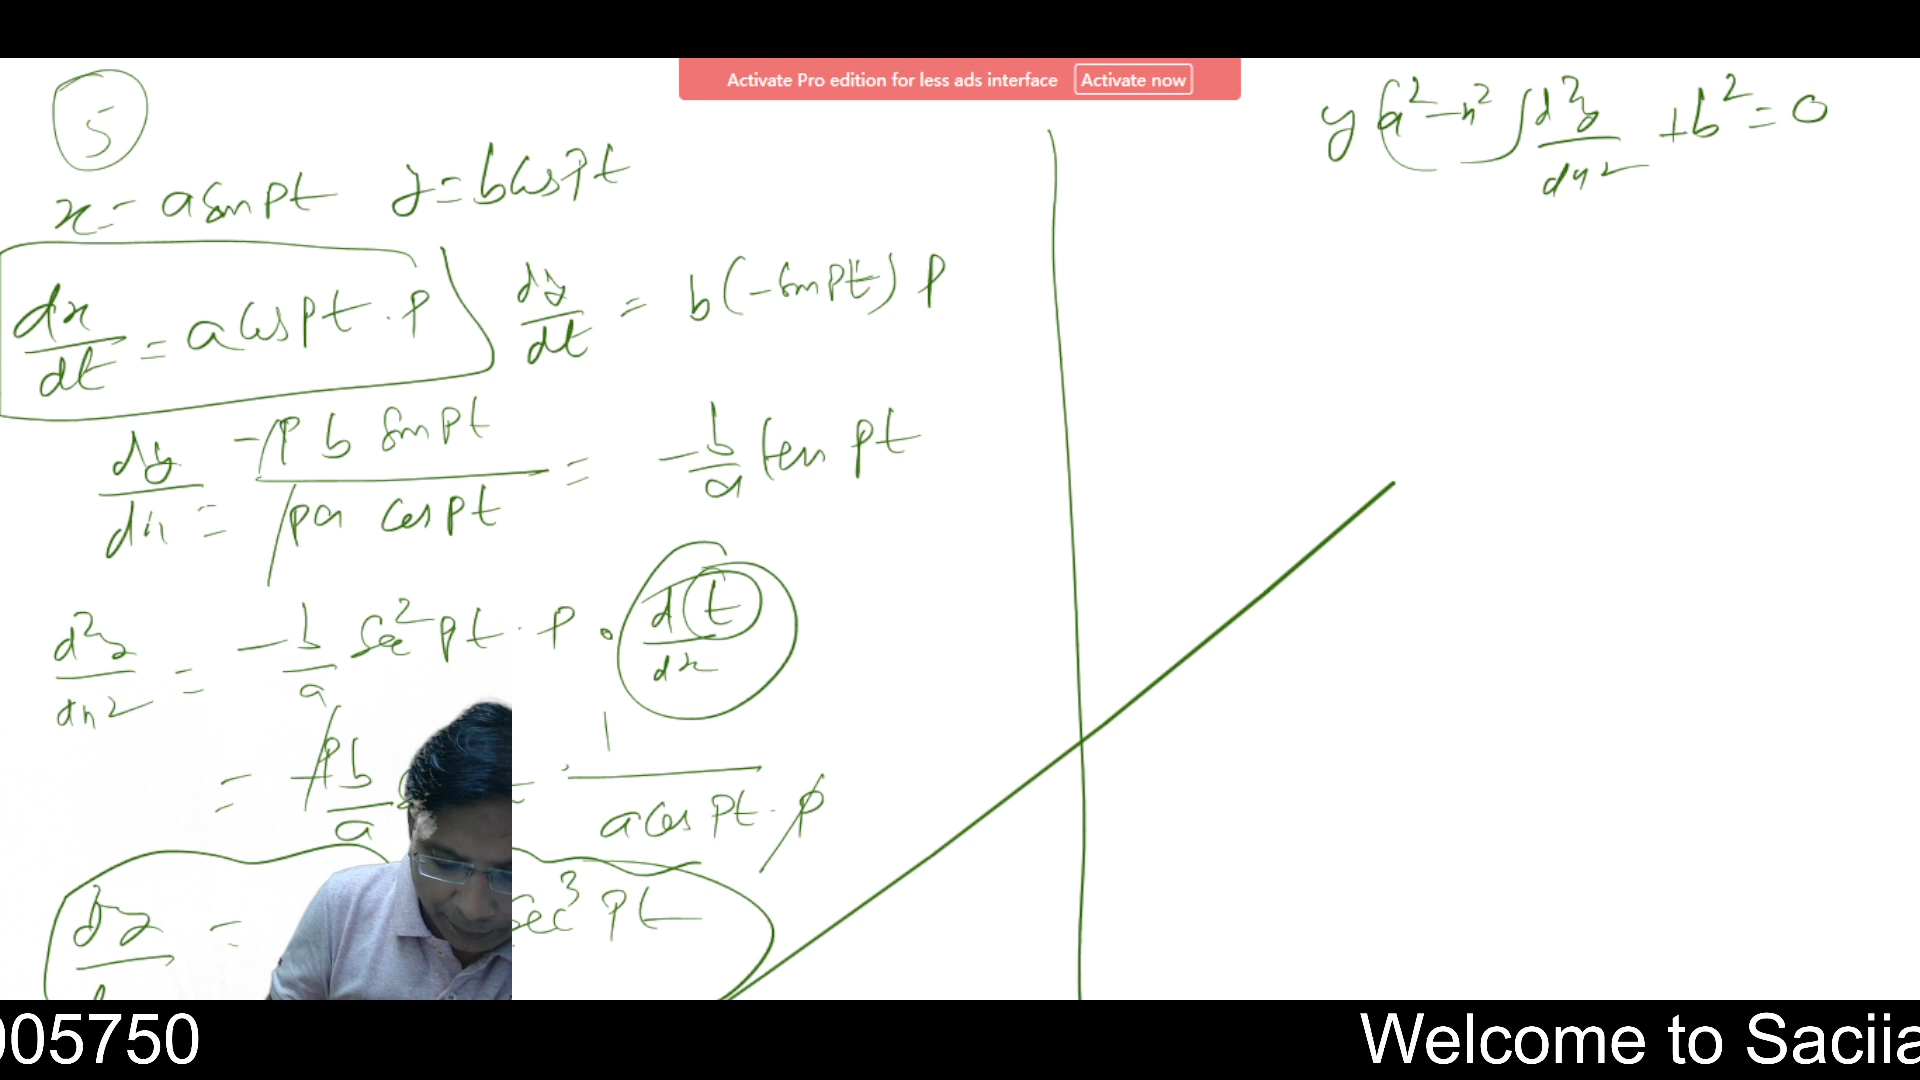 Activate Pro edition for less ads interface Activate now
5
x = a sin pt y = b cos pt
dx/dt = a cos pt . p dy/dt = b(-sin pt) p
dy/dx = -p b sin pt / pa cos pt = -b/a tan pt
d²y/dx² = -b/a sec² pt . p . d(t)/dx
= -pb/a 1/(a cos pt . p)
d²y = sec³ pt
y(a²-x²) d²y/dx² + b² = 0
005750 Welcome to Saciia